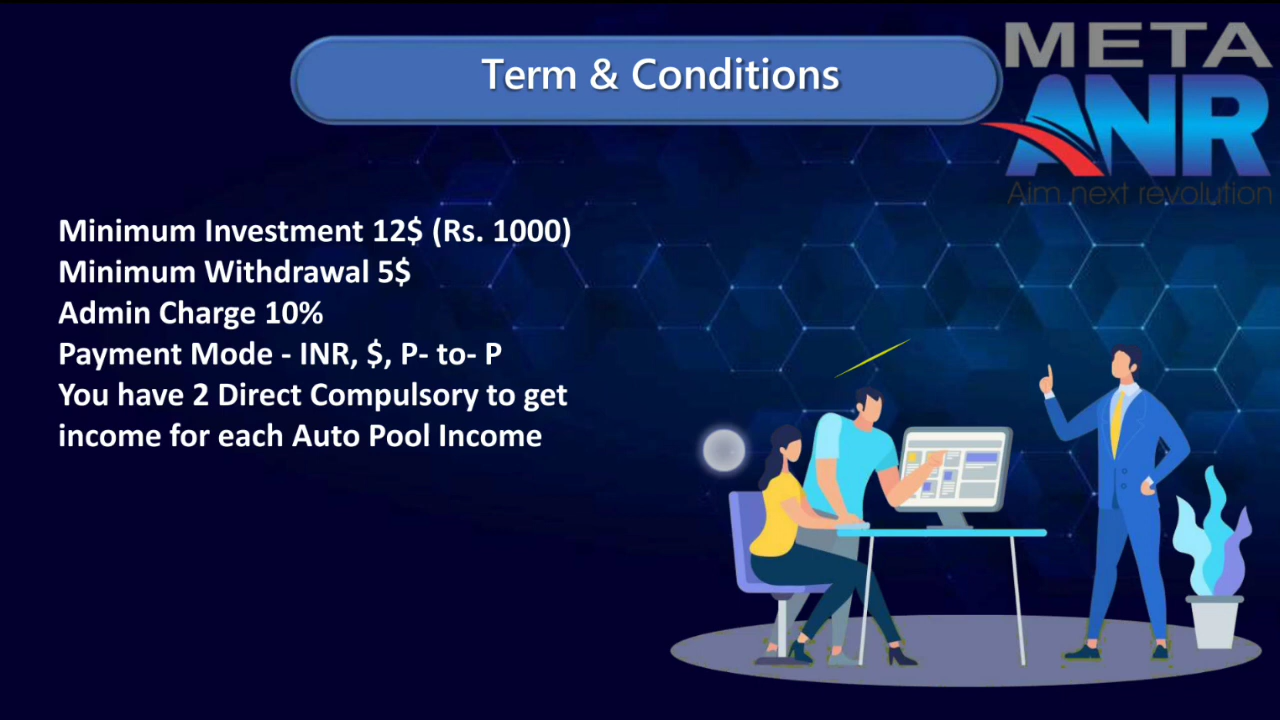 META
ANR
Aim next revolution
Term & Conditions
Minimum Investment 12$ (Rs. 1000)
Minimum Withdrawal 5$
Admin Charge 10%
Payment Mode - INR, $, P- to- P
You have 2 Direct Compulsory to get
income for each Auto Pool Income